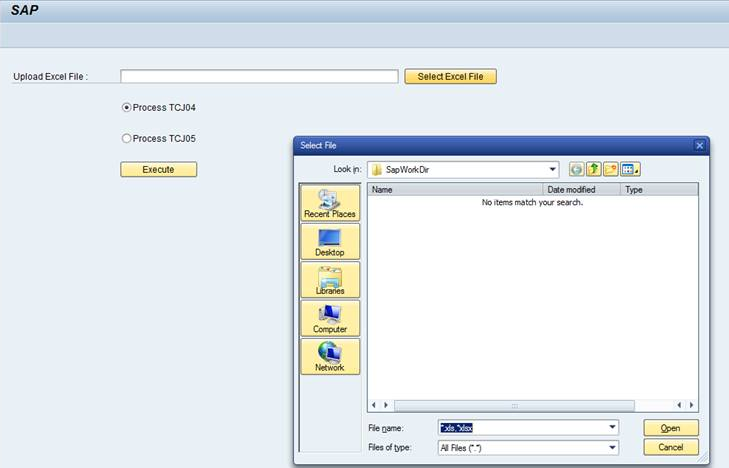 SAP
Upload Excel File :
Select Excel File
Process TCJ04
Process TCJ05
Execute
Select File
Look in:
SapWorkDir
Name
Date modified
Type
No items match your search.
Recent Places
Desktop
Libraries
Computer
Network
File name:
*.xls,*xlsx
Open
Files of type:
All Files (*.*)
Cancel